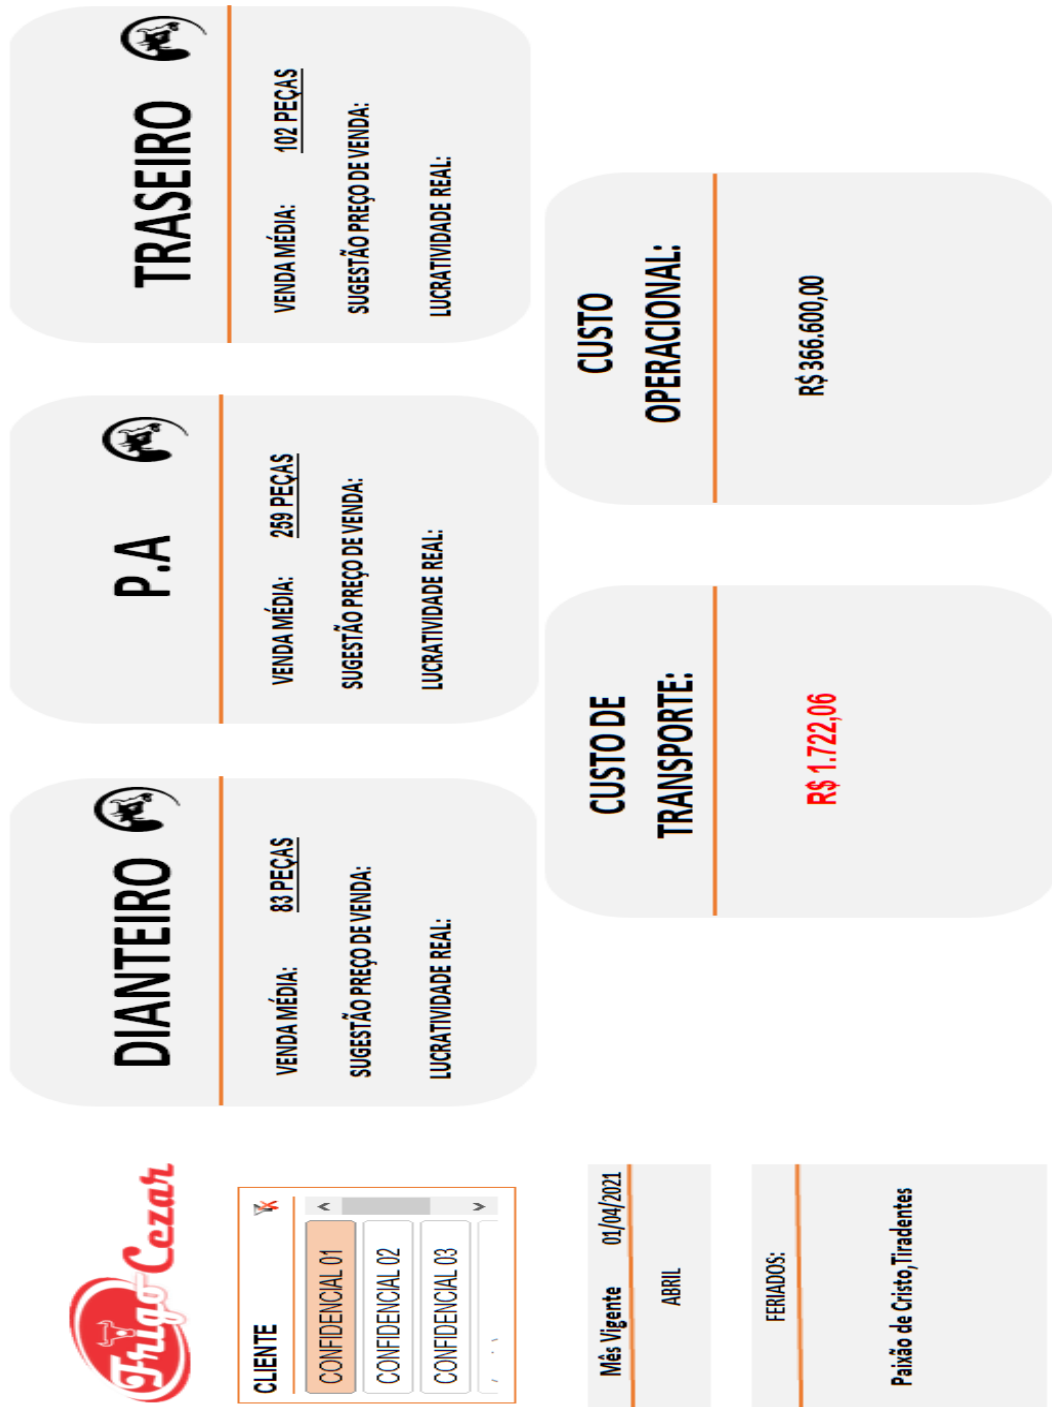 Frigo Cezar
CLIENTE
CONFIDENCIAL 01
CONFIDENCIAL 02
CONFIDENCIAL 03
Mês Vigente 01/04/2021
ABRIL
FERIADOS:
Paixão de Cristo,Tiradentes
DIANTEIRO
VENDA MÉDIA: 83 PEÇAS
SUGESTÃO PREÇO DE VENDA:
LUCRATIVIDADE REAL:
P.A
VENDA MÉDIA: 259 PEÇAS
SUGESTÃO PREÇO DE VENDA:
LUCRATIVIDADE REAL:
TRASEIRO
VENDA MÉDIA: 102 PEÇAS
SUGESTÃO PREÇO DE VENDA:
LUCRATIVIDADE REAL:
CUSTO DE
TRANSPORTE:
R$ 1.722,06
CUSTO
OPERACIONAL:
R$ 366.600,00